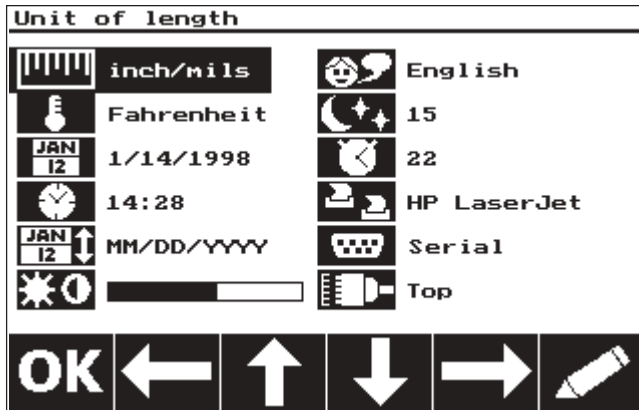 Unit of length
inch/mils English
Fahrenheit 15
JAN 12 1/14/1998 22
14:28 HP LaserJet
JAN 12 MM/DD/YYYY Serial
Top
OK